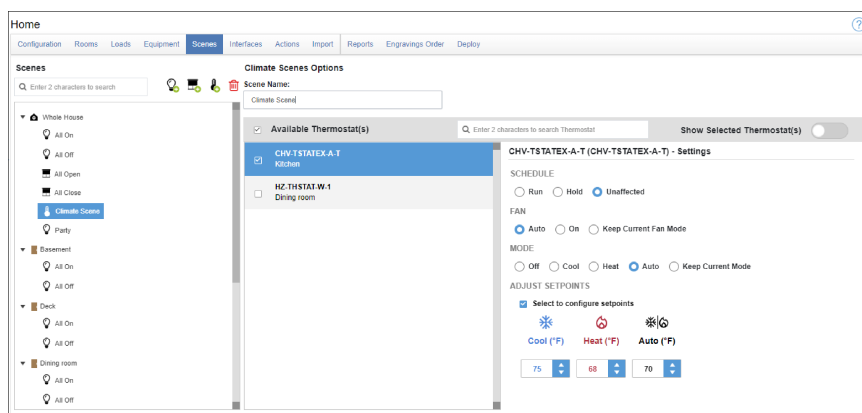 Home
?
Configuration Rooms Loads Equipment Scenes Interfaces Actions Import Reports Engravings Order Deploy
Scenes
Enter 2 characters to search
Whole House
All On
All Off
All Open
All Close
Climate Scene
Party
Basement
All On
All Off
Deck
All On
All Off
Dining room
All On
All Off
Climate Scenes Options
Scene Name:
Climate Scene
Available Thermostat(s)
Enter 2 characters to search Thermostat
Show Selected Thermostat(s)
CHV-TSTATEX-A-T
Kitchen
HZ-THSTAT-W-1
Dining room
CHV-TSTATEX-A-T (CHV-TSTATEX-A-T) - Settings
SCHEDULE
Run Hold Unaffected
FAN
Auto On Keep Current Fan Mode
MODE
Off Cool Heat Auto Keep Current Mode
ADJUST SETPOINTS
Select to configure setpoints
Cool (°F) Heat (°F) Auto (°F)
75 68 70